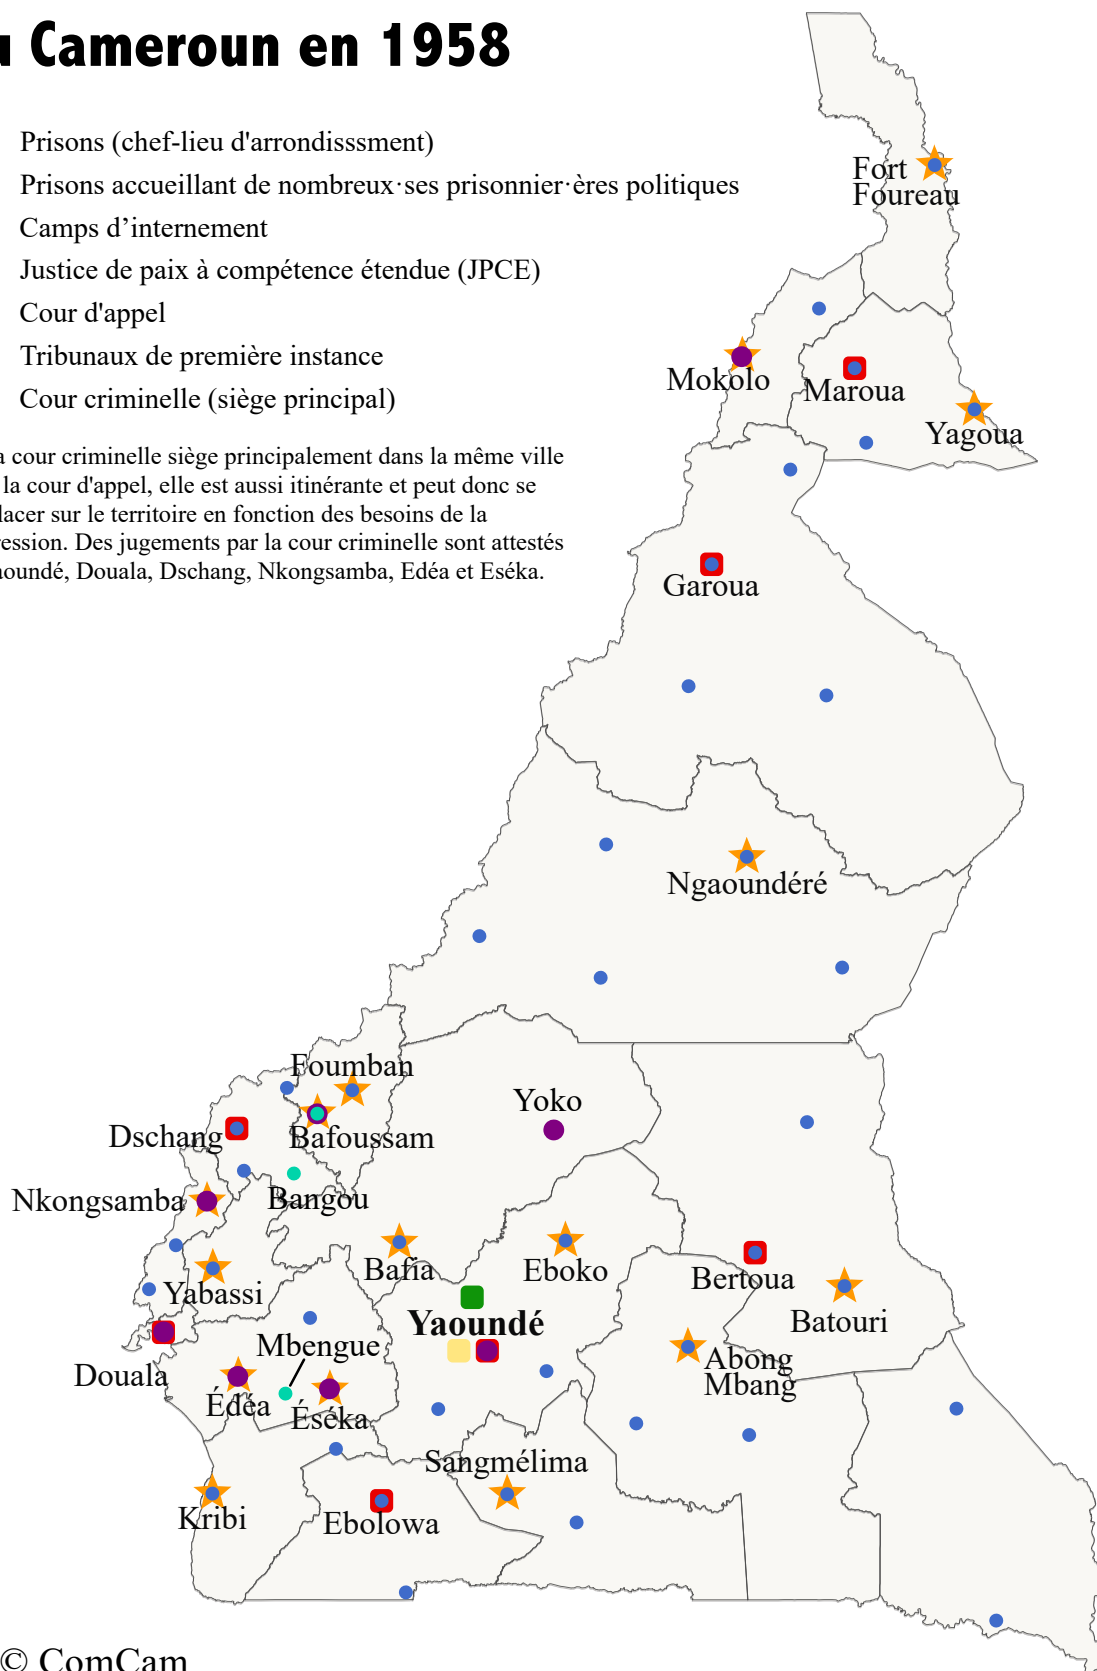 u Cameroun en 1958
Prisons (chef-lieu d'arrondisssment)
Prisons accueillant de nombreux·ses prisonnier·ères politiques
Camps d’internement
Justice de paix à compétence étendue (JPCE)
Cour d'appel
Tribunaux de première instance
Cour criminelle (siège principal)
a cour criminelle siège principalement dans la même ville
la cour d'appel, elle est aussi itinérante et peut donc se
lacer sur le territoire en fonction des besoins de la
ression. Des jugements par la cour criminelle sont attestés
aoundé, Douala, Dschang, Nkongsamba, Edéa et Eséka.
Fort
Foureau
Mokolo
Maroua
Yagoua
Garoua
Ngaoundéré
Foumban
Yoko
Dschang
Bafoussam
Nkongsamba
Bangou
Bafia
Eboko
Bertoua
Yabassi
Batouri
Yaoundé
Mbengue
Abong
Mbang
Douala
Édéa
Éséka
Sangmélima
Kribi
Ebolowa
© ComCam